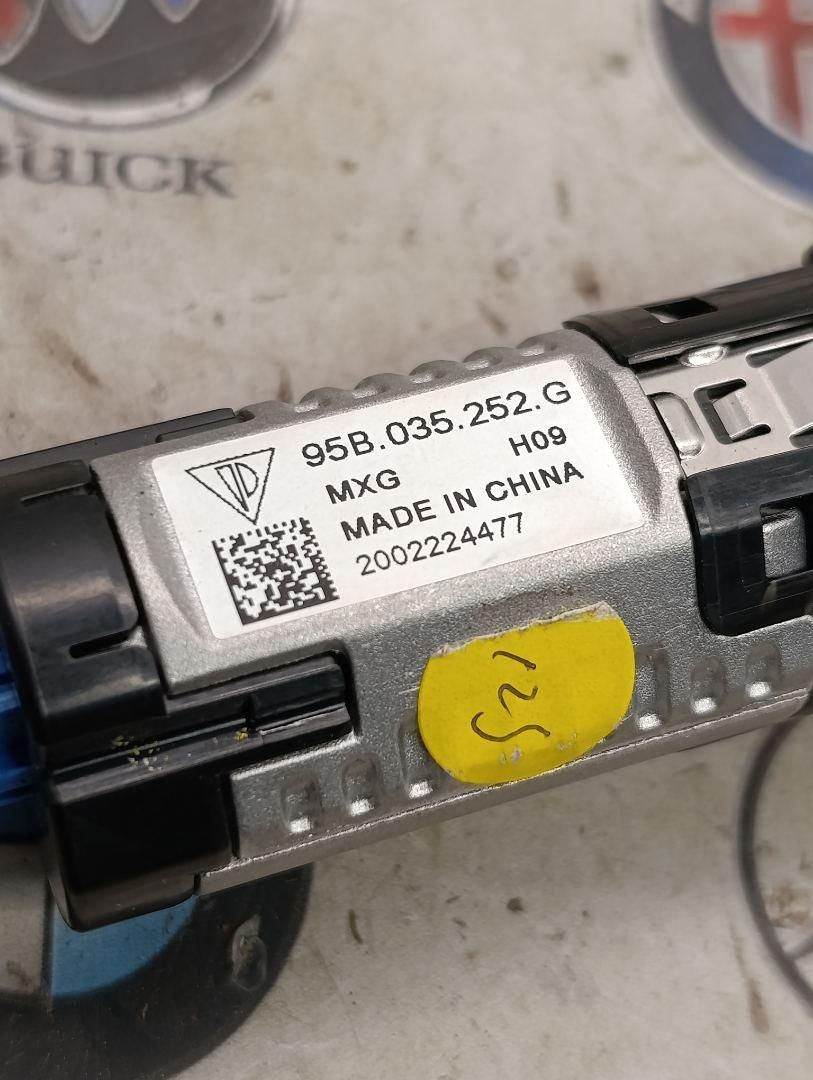 BUICK
95B.035.252.G
MXG H09
MADE IN CHINA
2002224477